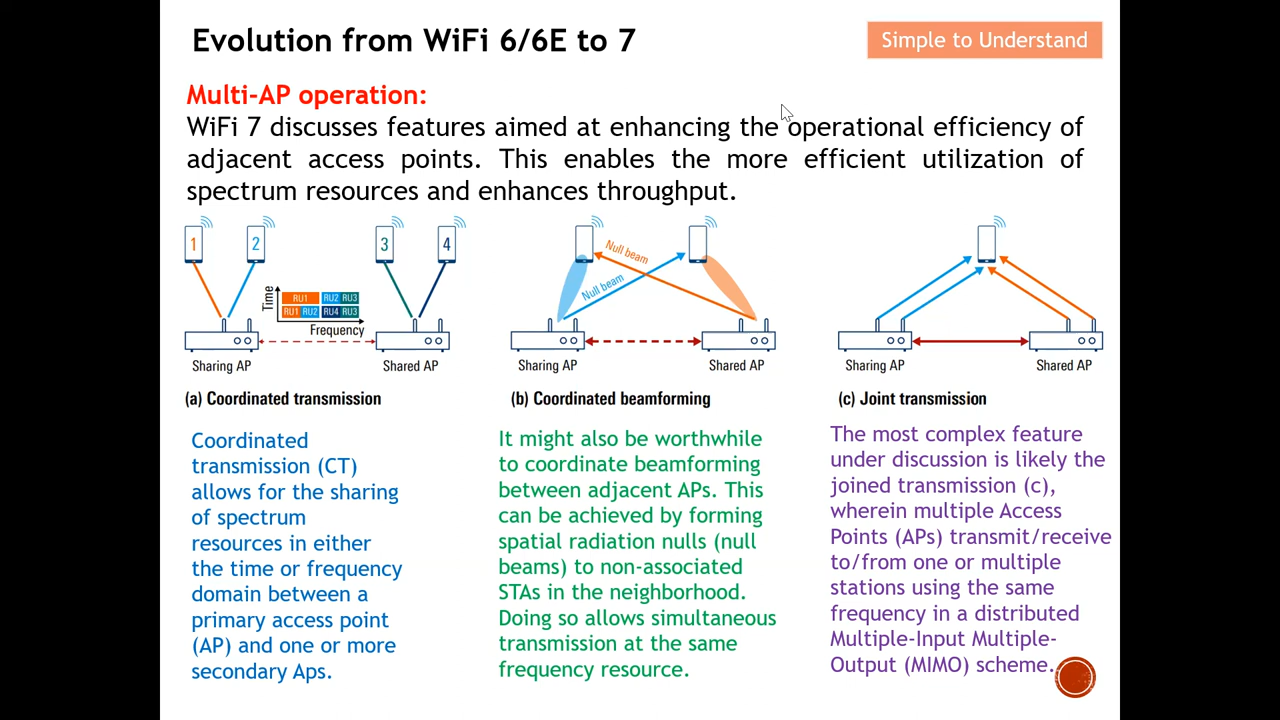 Evolution from WiFi 6/6E to 7
Simple to Understand
Multi-AP operation:
WiFi 7 discusses features aimed at enhancing the operational efficiency of
adjacent access points. This enables the more efficient utilization of
spectrum resources and enhances throughput.
1
2
3
4
Time
RU1
RU2
RU3
RU1
RU2
RU4
RU3
Frequency
Sharing AP
Shared AP
(a) Coordinated transmission
Null beam
Null beam
Sharing AP
Shared AP
(b) Coordinated beamforming
Sharing AP
Shared AP
(c) Joint transmission
Coordinated
transmission (CT)
allows for the sharing
of spectrum
resources in either
the time or frequency
domain between a
primary access point
(AP) and one or more
secondary Aps.
It might also be worthwhile
to coordinate beamforming
between adjacent APs. This
can be achieved by forming
spatial radiation nulls (null
beams) to non-associated
STAs in the neighborhood.
Doing so allows simultaneous
transmission at the same
frequency resource.
The most complex feature
under discussion is likely the
joined transmission (c),
wherein multiple Access
Points (APs) transmit/receive
to/from one or multiple
stations using the same
frequency in a distributed
Multiple-Input Multiple-
Output (MIMO) scheme.